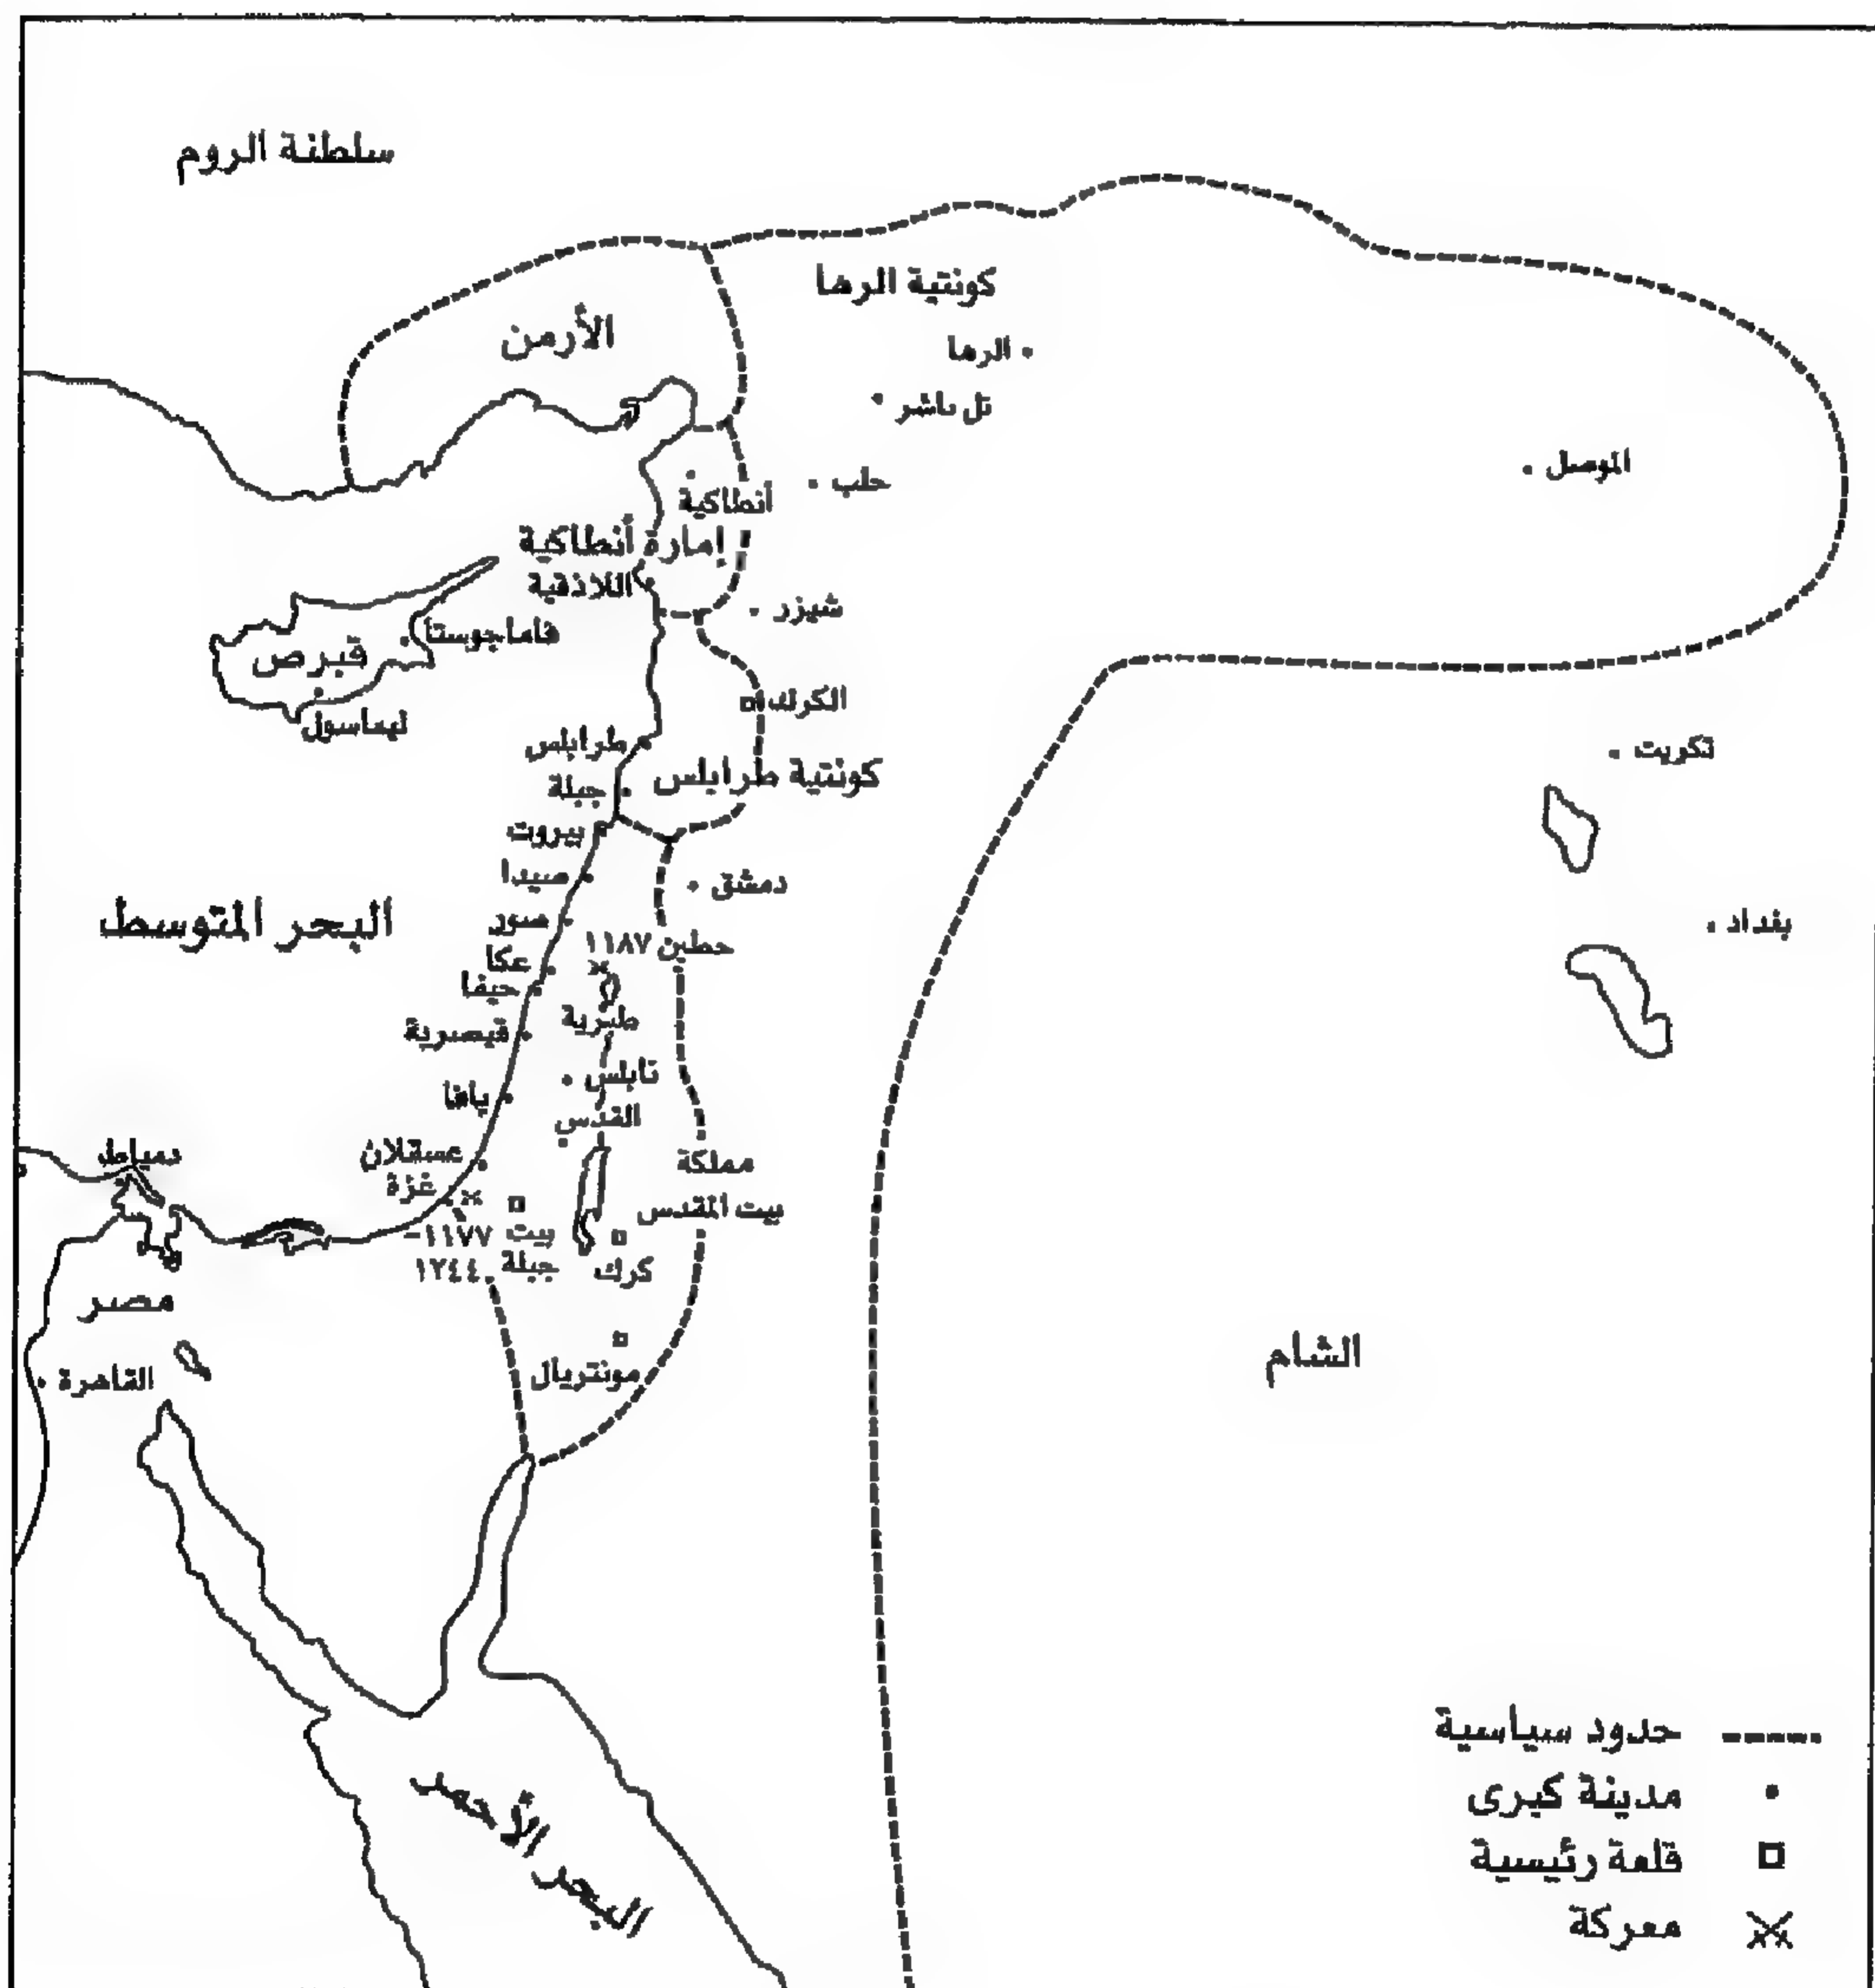 سلطنة الروم
كونتية الرها
الأرمن
الرها
تل باشر
الموصل
حلب
أنطاكية
إمارة أنطاكية
اللاذقية
شيزر
فاماجوستا
قبرص
ليماسول
الكرك
طرابلس
تكريت
كونتية طرابلس
جبلة
بيروت
صيدا
دمشق
البحر المتوسط
صور
بغداد
حطين ١١٨٧
عكا
حيفا
طبرية
قيصرية
نابلس
يافا
القدس
دمياط
عسقلان
مملكة
بيت المقدس
غزة
١١٧٧-
١٢٤٤
بيت
جبلة
كرك
مصر
الشام
القاهرة
مونتريال
البحر الأحمر
حدود سياسية
مدينة كبرى
قلعة رئيسية
معركة